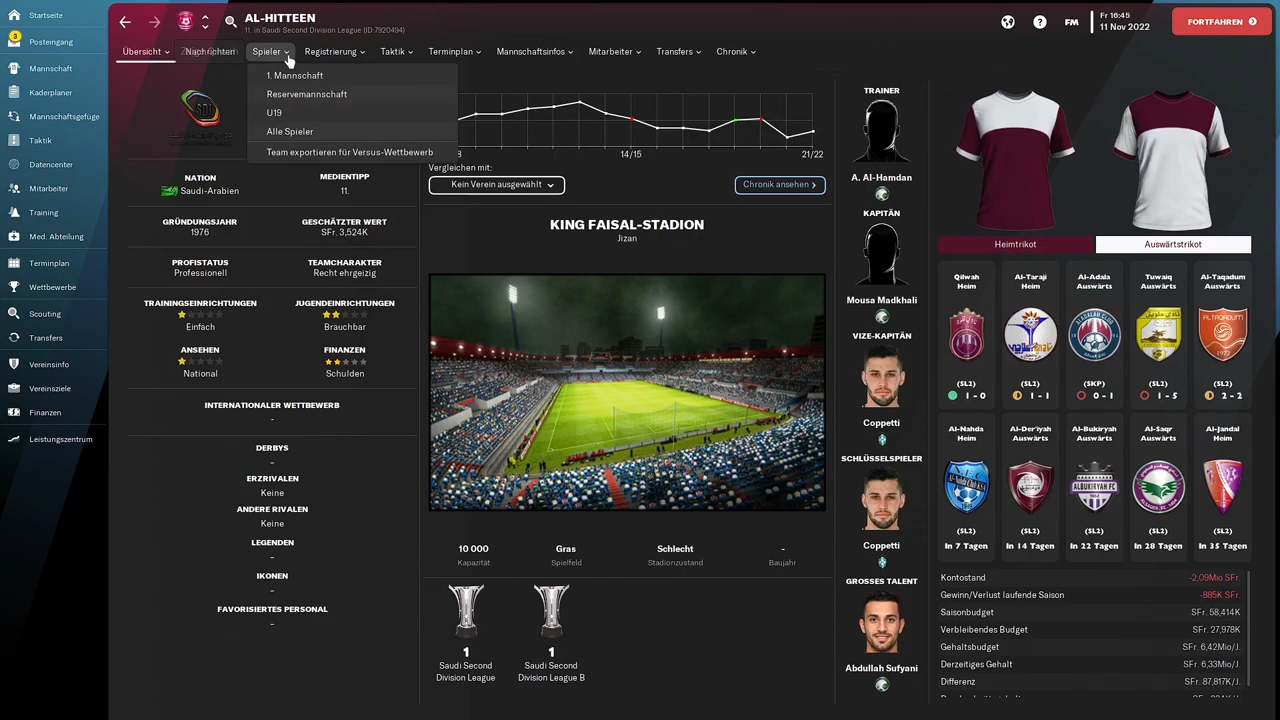 Startseite
3
Posteingang
Mannschaft
Kaderplaner
Mannschaftsgefüge
Taktik
Datencenter
Mitarbeiter
Training
Med. Abteilung
Terminplan
Wettbewerbe
Scouting
Transfers
Vereinsinfo
Vereinsziele
Finanzen
Leistungszentrum
AL-HITTEEN
11. in Saudi Second Division League (ID:7920494)
FM
Fr 16:45
11 Nov 2022
FORTFAHREN
Übersicht
Spieler
Registrierung
Taktik
Terminplan
Mannschaftsinfos
Mitarbeiter
Transfers
Chronik
1. Mannschaft
Reservemannschaft
U19
Alle Spieler
Team exportieren für Versus-Wettbewerb
NATION
Saudi-Arabien
MEDIENTIPP
11.
GRÜNDUNGSJAHR
1976
GESCHÄTZTER WERT
SFr. 3,524K
PROFISTATUS
Professionell
TEAMCHARAKTER
Recht ehrgeizig
TRAININGSEINRICHTUNGEN
Einfach
JUGENDEINRICHTUNGEN
Brauchbar
ANSEHEN
National
FINANZEN
Schulden
INTERNATIONALER WETTBEWERB
-
DERBYS
-
ERZRIVALEN
Keine
ANDERE RIVALEN
Keine
LEGENDEN
-
IKONEN
-
FAVORISIERTES PERSONAL
-
14/15
21/22
Vergleichen mit:
Kein Verein ausgewählt
Chronik ansehen
KING FAISAL-STADION
Jizan
10 000
Kapazität
Gras
Spielfeld
Schlecht
Stadionzustand
-
Baujahr
1
Saudi Second
Division League
1
Saudi Second
Division League B
TRAINER
A. Al-Hamdan
KAPITÄN
Mousa Madkhali
VIZE-KAPITÄN
Coppetti
SCHLÜSSELSPIELER
Coppetti
GROSSES TALENT
Abdullah Sufyani
Heimtrikot
Auswärtstrikot
Qilwah
Heim
(SL2)
1 - 0
Al-Taraji
Heim
(SL2)
1 - 1
Al-Adala
Auswärts
(SKP)
0 - 1
Tuwaiq
Auswärts
(SL2)
1 - 5
Al-Taqadum
Auswärts
(SL2)
2 - 2
Al-Nahda
Heim
(SL2)
In 7 Tagen
Al-Der'iyah
Auswärts
(SL2)
In 14 Tagen
Al-Bukiryah
Auswärts
(SL2)
In 22 Tagen
Al-Saqr
Auswärts
(SL2)
In 28 Tagen
Al-Jandal
Heim
(SL2)
In 35 Tagen
Kontostand -2,09Mio SFr.
Gewinn/Verlust laufende Saison -885K SFr.
Saisonbudget SFr. 58,414K
Verbleibendes Budget SFr. 27,978K
Gehaltsbudget SFr. 6,42Mio/J.
Derzeitiges Gehalt SFr. 6,33Mio/J.
Differenz SFr. 87,817K/J.